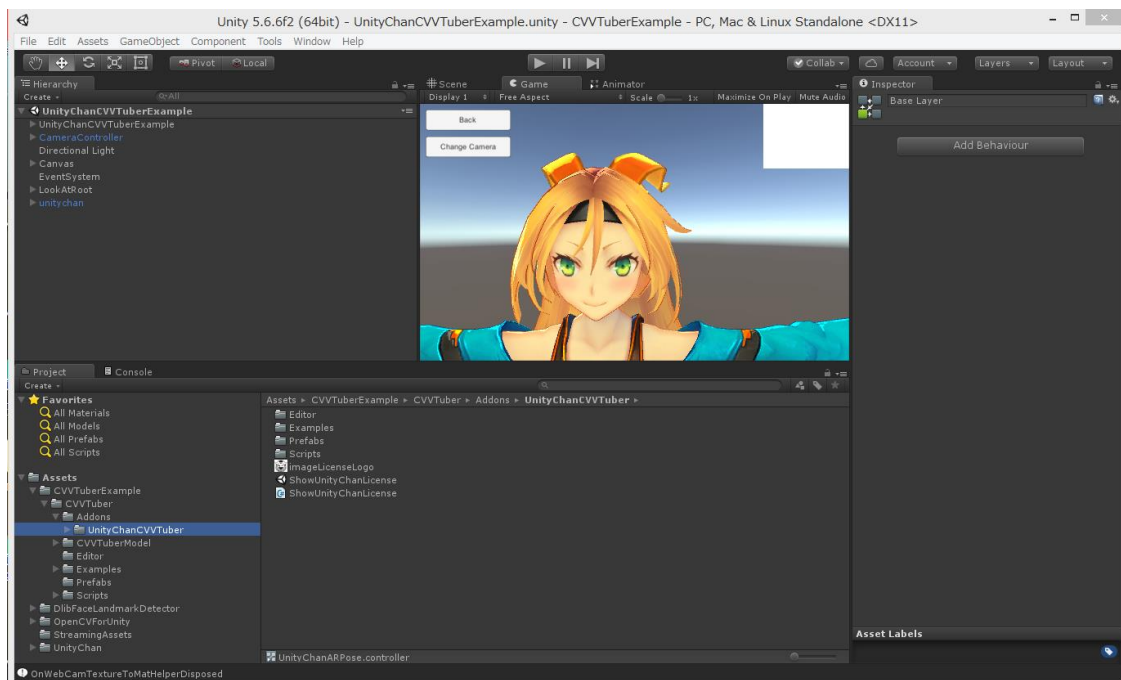 Unity 5.6.6f2 (64bit) - UnityChanCVVTuberExample.unity - CVVTuberExample - PC, Mac & Linux Standalone <DX11>
File Edit Assets GameObject Component Tools Window Help
Pivot Local Collab Account Layers Layout
Hierarchy
Create All
UnityChanCVVTuberExample
UnityChanCVVTuberExample
CameraController
Directional Light
Canvas
EventSystem
LookAtRoot
unitychan
Scene Game Animator
Display 1 Free Aspect Scale 1x Maximize On Play Mute Audio
Back
Change Camera
Inspector
Base Layer
Add Behaviour
Project Console
Create
Favorites
All Materials
All Models
All Prefabs
All Scripts
Assets
CVVTuberExample
CVVTuber
Addons
UnityChanCVVTuber
CVVTuberModel
Editor
Examples
Prefabs
Scripts
DlibFaceLandmarkDetector
OpenCVForUnity
StreamingAssets
UnityChan
Assets ▸ CVVTuberExample ▸ CVVTuber ▸ Addons ▸ UnityChanCVVTuber ▸
Editor
Examples
Prefabs
Scripts
imageLicenseLogo
ShowUnityChanLicense
ShowUnityChanLicense
UnityChanARPose.controller
Asset Labels
OnWebCamTextureToMatHelperDisposed